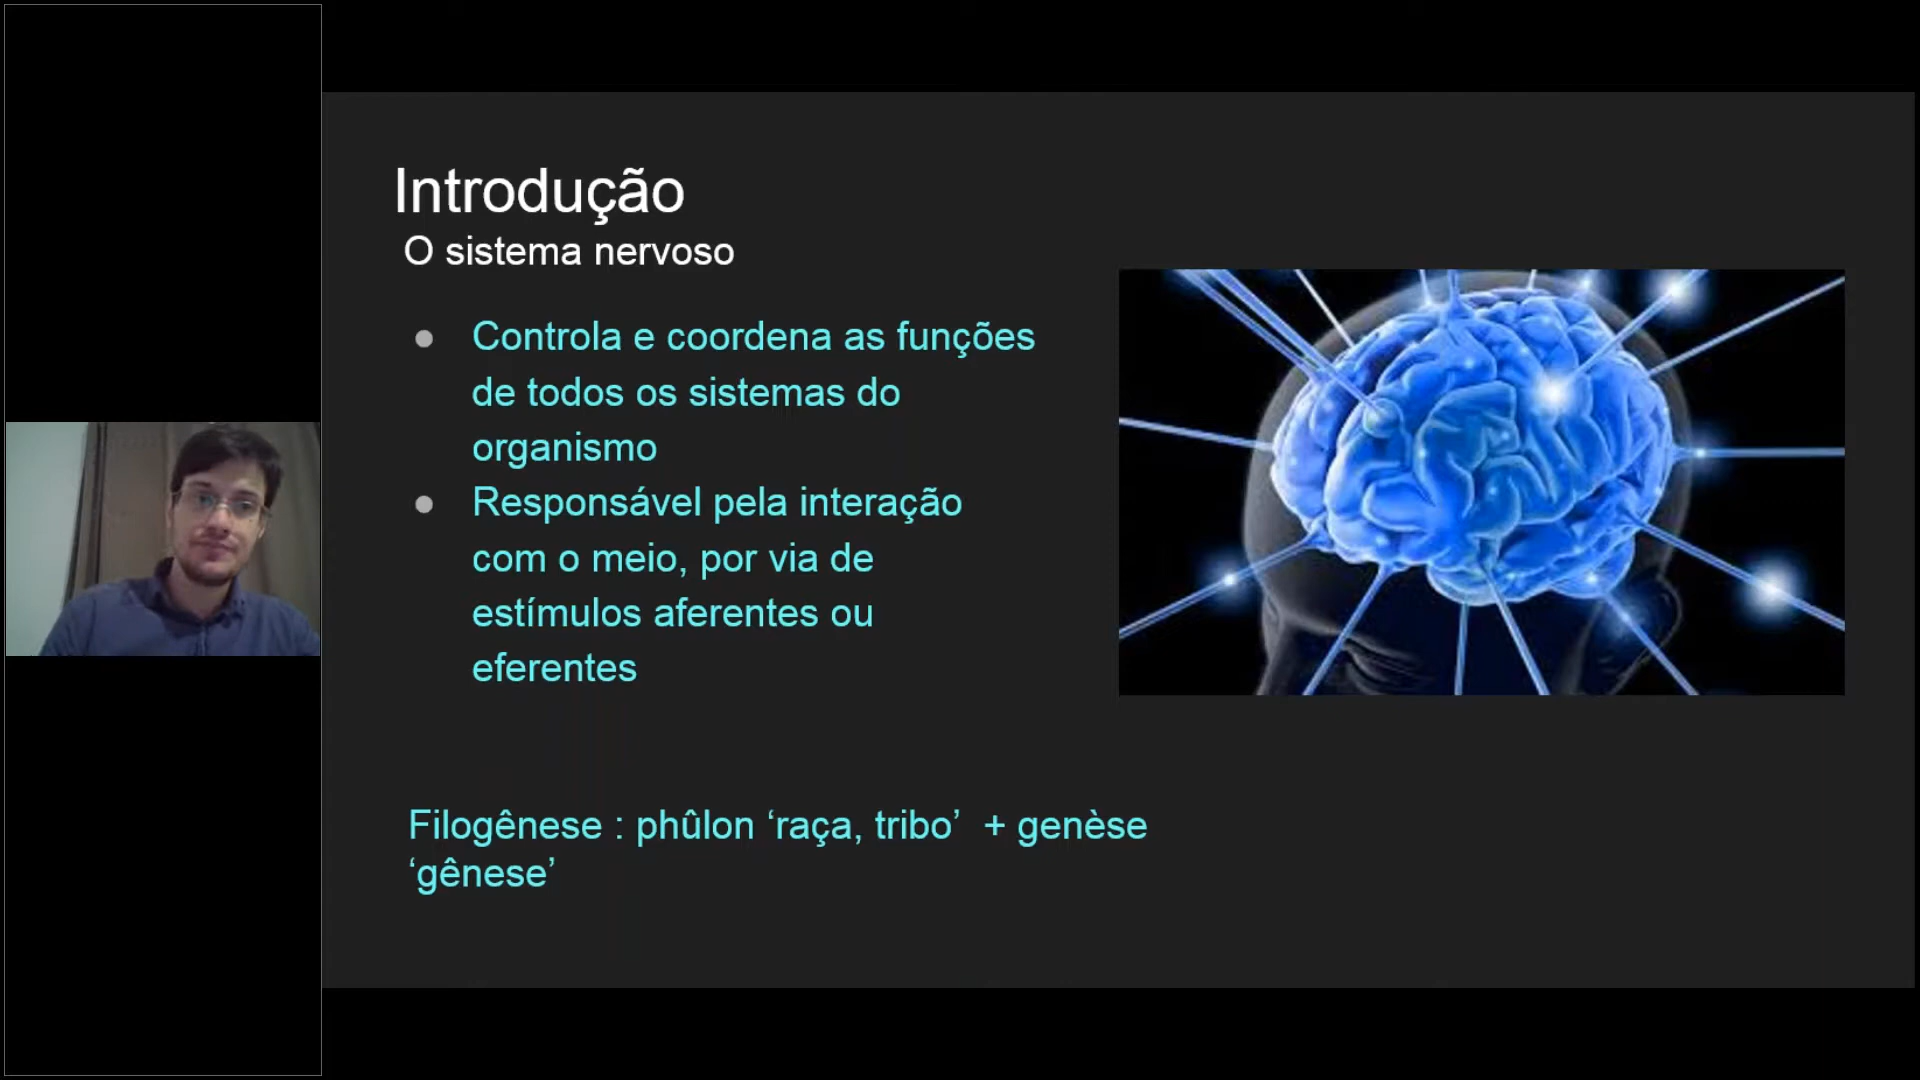 Introdução
O sistema nervoso
● Controla e coordena as funções
de todos os sistemas do
organismo
● Responsável pela interação
com o meio, por via de
estímulos aferentes ou
eferentes
Filogênese : phûlon ‘raça, tribo’ + genèse
‘gênese’